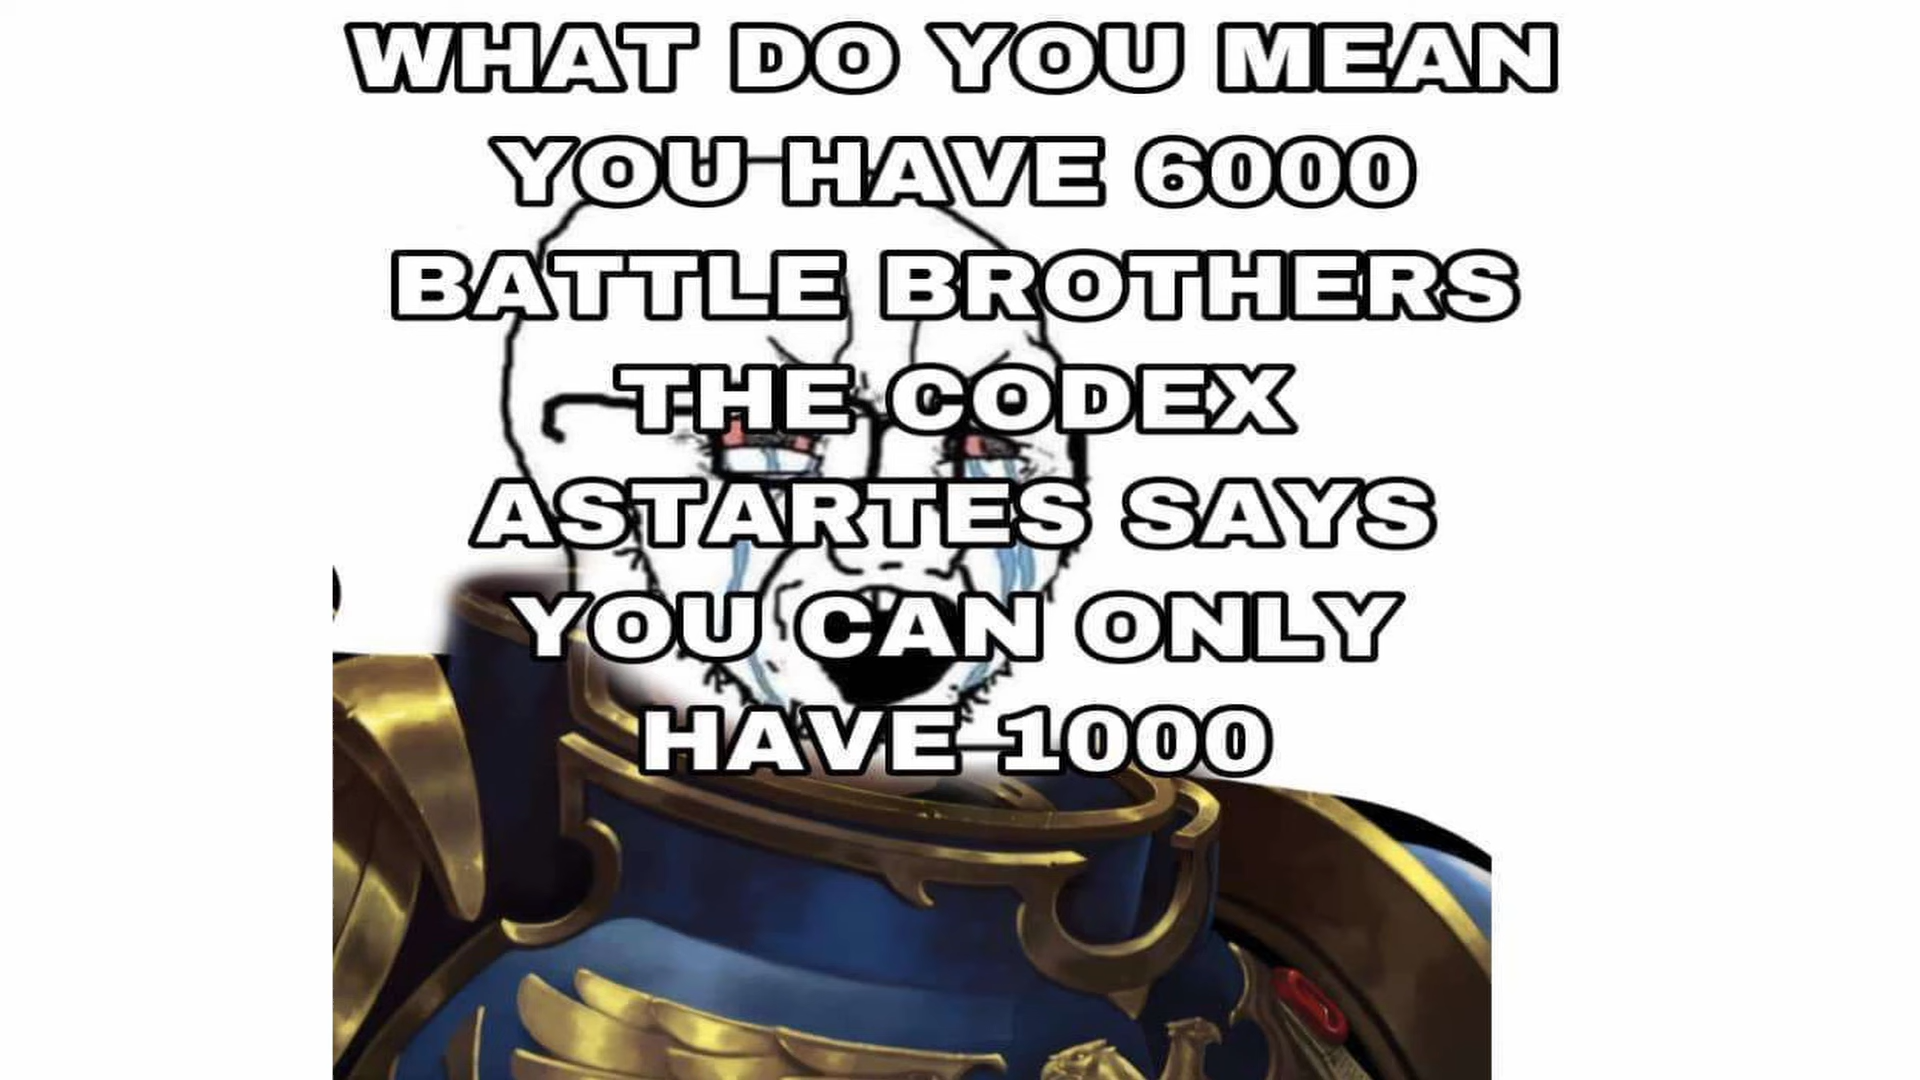 WHAT DO YOU MEAN
YOU HAVE 6000
BATTLE BROTHERS
THE CODEX
ASTARTES SAYS
YOU CAN ONLY
HAVE 1000